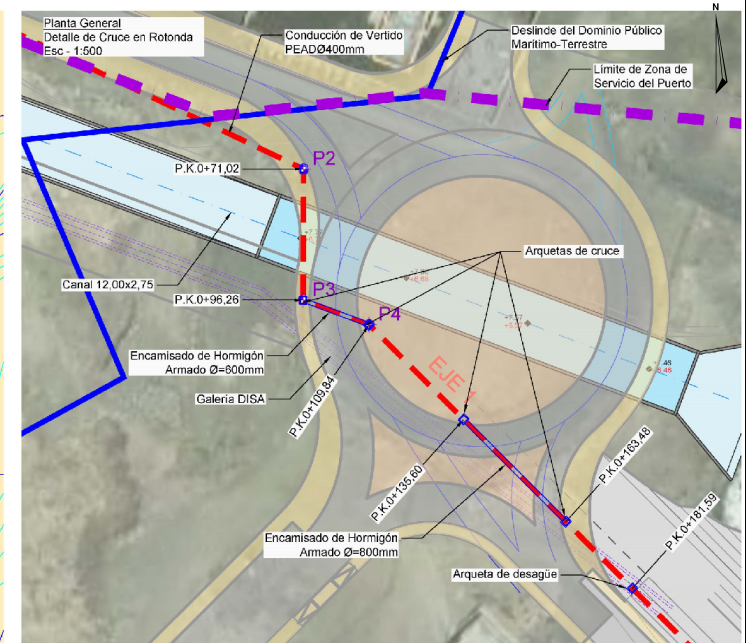 Planta General
Detalle de Cruce en Rotonda
Esc - 1:500
Conducción de Vertido
PEADØ400mm
Deslinde del Dominio Público
Marítimo-Terrestre
N
Límite de Zona de
Servicio del Puerto
P.K.0+71,02
P2
Arquetas de cruce
Canal 12,00x2,75
P.K.0+96,26
P3
P4
Encamisado de Hormigón
Armado Ø=600mm
EJE 1
Galería DISA
P.K.0+109,84
P.K.0+135,60
P.K.0+163,48
P.K.0+181,59
Encamisado de Hormigón
Armado Ø=800mm
Arqueta de desagüe